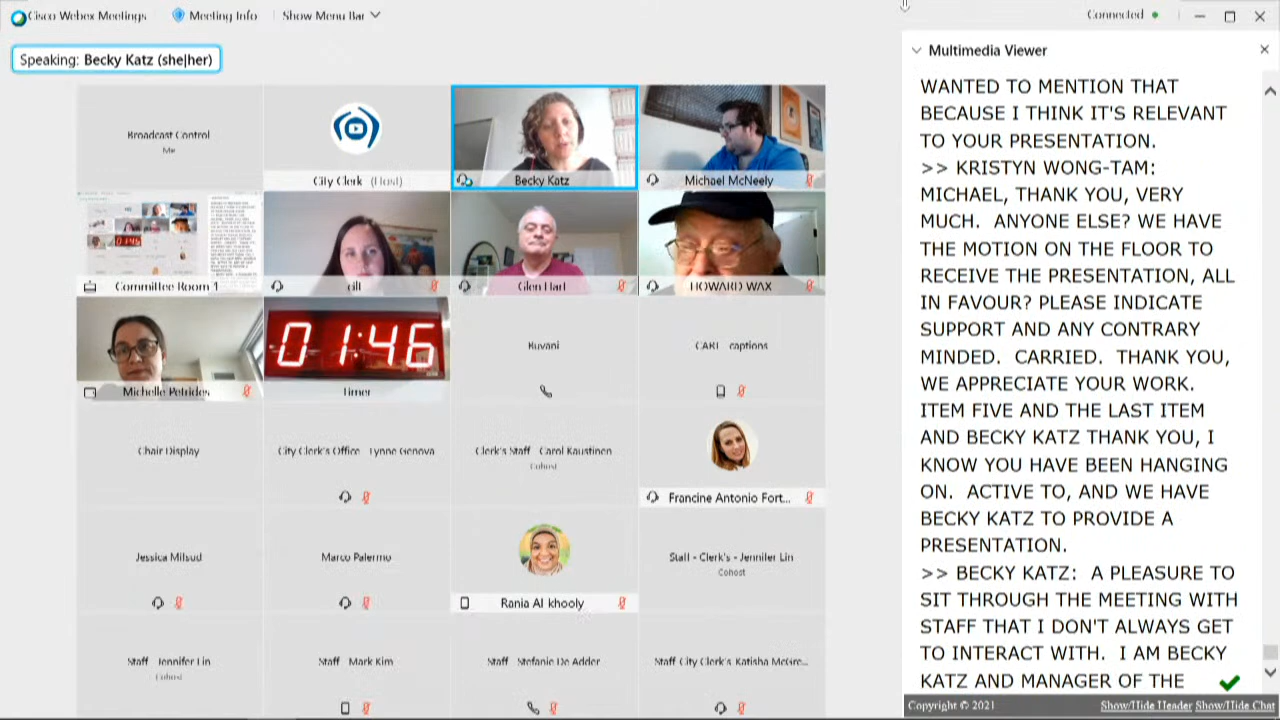 Cisco Webex Meetings
Meeting Info
Show Menu Bar
Connected
Speaking: Becky Katz (she|her)
Broadcast Control
Me
City Clerk (Host)
Becky Katz
Michael McNeely
Committee Room 1
Glen Hart
HOWARD WAX
Michelle Petrides
01:46
Timer
Kuvani
CART captions
Chair Display
City Clerk's Office Lynne Genova
Clerk's Staff Carol Kaustinen
Cohost
Francine Antonio Fort...
Jessica Milsud
Marco Palermo
Rania Al khooly
Staff - Clerk's - Jennifer Lin
Cohost
Staff Jennifer Lin
Cohost
Staff Mark Kim
Staff Stefanie De Adder
Staff City Clerk's Katisha McGre...
Multimedia Viewer
WANTED TO MENTION THAT
BECAUSE I THINK IT'S RELEVANT
TO YOUR PRESENTATION.
>> KRISTYN WONG-TAM:
MICHAEL, THANK YOU, VERY
MUCH. ANYONE ELSE? WE HAVE
THE MOTION ON THE FLOOR TO
RECEIVE THE PRESENTATION, ALL
IN FAVOUR? PLEASE INDICATE
SUPPORT AND ANY CONTRARY
MINDED. CARRIED. THANK YOU,
WE APPRECIATE YOUR WORK.
ITEM FIVE AND THE LAST ITEM
AND BECKY KATZ THANK YOU, I
KNOW YOU HAVE BEEN HANGING
ON. ACTIVE TO, AND WE HAVE
BECKY KATZ TO PROVIDE A
PRESENTATION.
>> BECKY KATZ: A PLEASURE TO
SIT THROUGH THE MEETING WITH
STAFF THAT I DON'T ALWAYS GET
TO INTERACT WITH. I AM BECKY
KATZ AND MANAGER OF THE
Copyright © 2021
Show/Hide Header Show/Hide Chat